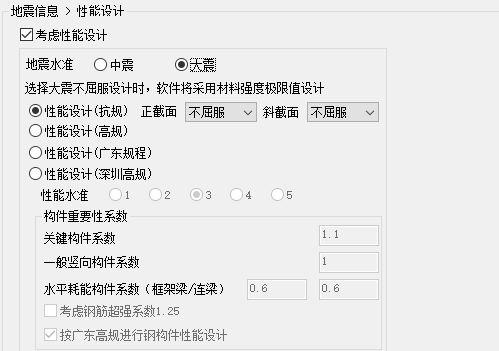 地震信息 > 性能设计
考虑性能设计
地震水准 中震 大震
选择大震不屈服设计时，软件将采用材料强度极限值设计
性能设计(抗规) 正截面 不屈服 斜截面 不屈服
性能设计(高规)
性能设计(广东规程)
性能设计(深圳高规)
性能水准 1 2 3 4 5
构件重要性系数
关键构件系数 1.1
一般竖向构件系数 1
水平耗能构件系数(框架梁/连梁) 0.6 0.6
考虑钢筋超强系数1.25
按广东高规进行钢构件性能设计